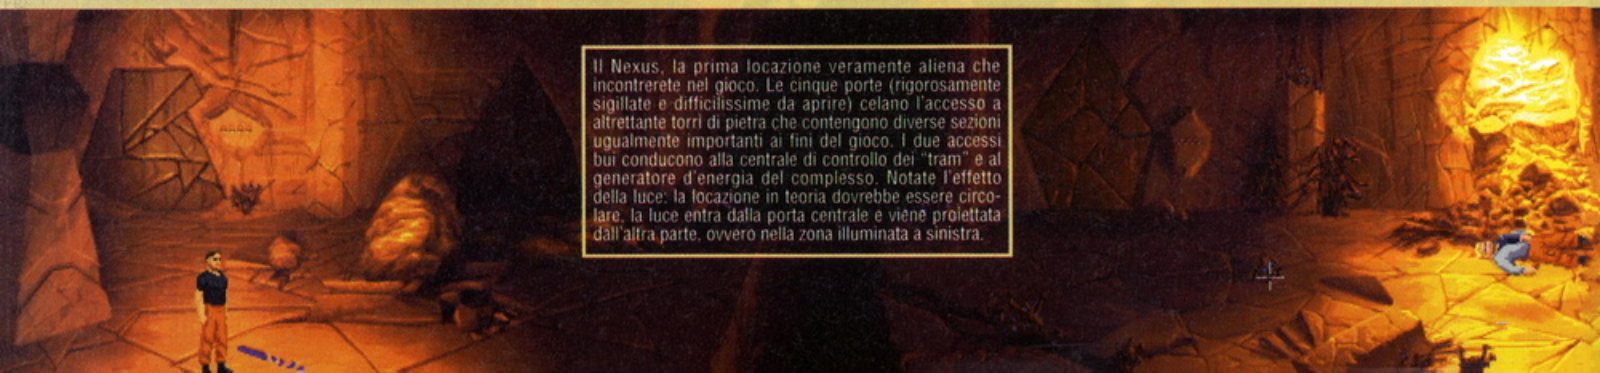 Il Nexus, la prima locazione veramente aliena che
incontrerete nel gioco. Le cinque porte (rigorosamente
sigillate e difficilissime da aprire) celano l'accesso a
altrettante torri di pietra che contengono diverse sezioni
ugualmente importanti ai fini del gioco. I due accessi
bui conducono alla centrale di controllo dei "tram" e al
generatore d'energia del complesso. Notate l'effetto
della luce: la locazione in teoria dovrebbe essere circo-
lare, la luce entra dalla porta centrale e viene proiettata
dall'altra parte, ovvero nella zona illuminata a sinistra.